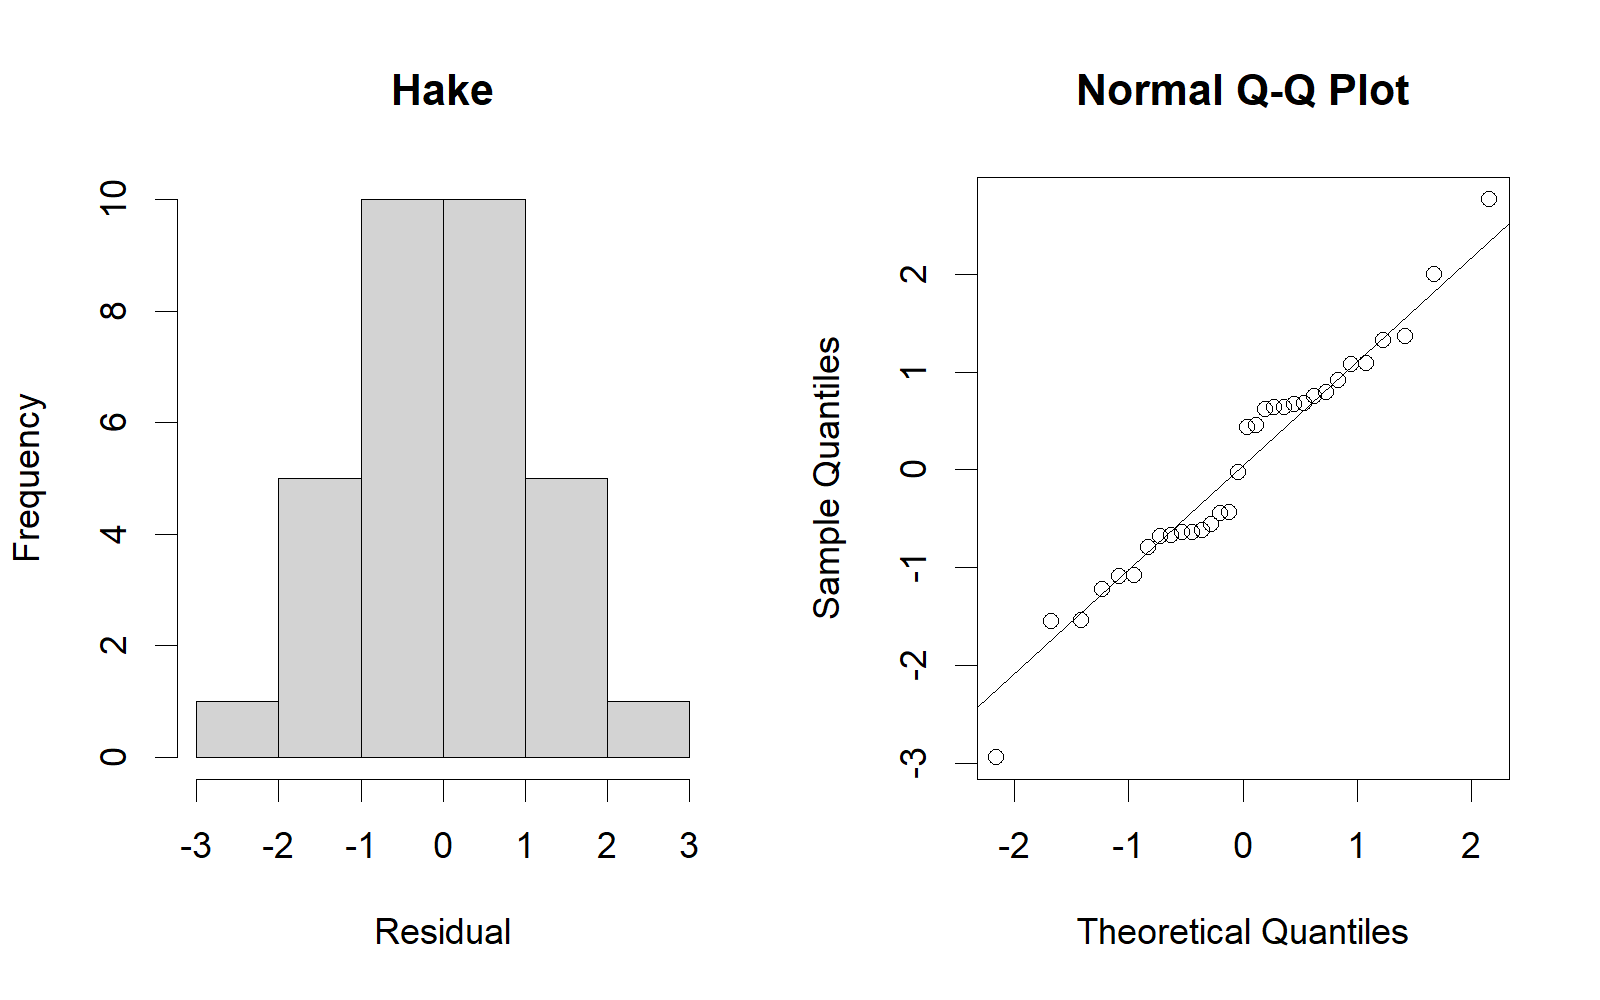 Hake
Frequency
0
2
4
6
8
10
-3 -2 -1 0 1 2 3
Residual
Normal Q-Q Plot
Sample Quantiles
-3
-2
-1
0
1
2
-2 -1 0 1 2
Theoretical Quantiles